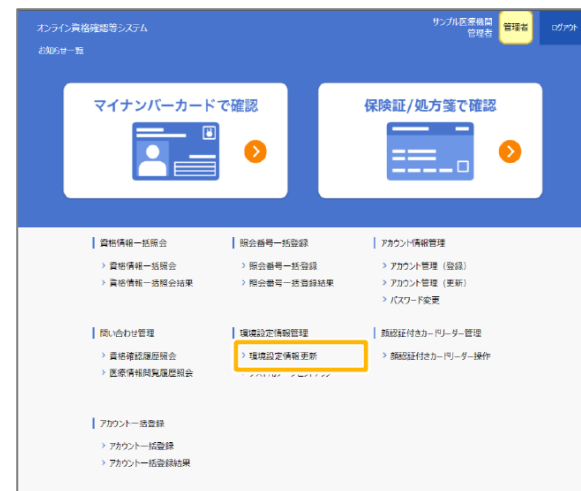 オンライン資格確認等システム
サンプル医療機関
管理者
管理者
ログアウト
お知らせ一覧
マイナンバーカードで確認
保険証/処方箋で確認
資格情報一括照会
照会番号一括登録
アカウント情報管理
資格情報一括照会
照会番号一括登録
アカウント管理（登録）
資格情報一括照会結果
照会番号一括登録結果
アカウント管理（更新）
パスワード変更
問い合わせ管理
環境設定情報管理
顔認証付きカードリーダー管理
資格確認履歴照会
環境設定情報更新
顔認証付きカードリーダー操作
医療情報閲覧履歴照会
アカウント一括登録
アカウント一括登録
アカウント一括登録結果